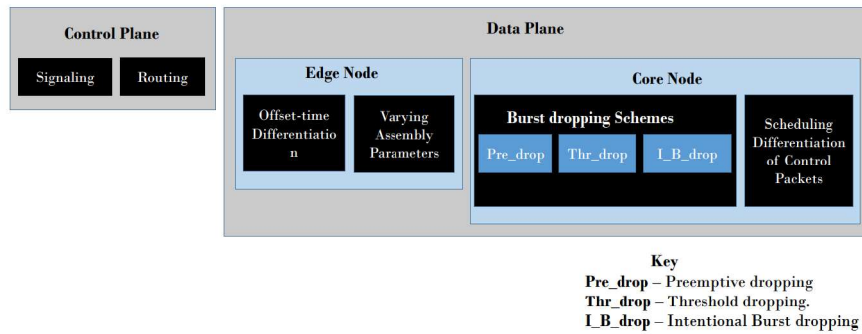 Control Plane
Signaling
Routing
Data Plane
Edge Node
Offset-time
Differentiatio
n
Varying
Assembly
Parameters
Core Node
Burst dropping Schemes
Pre_drop
Thr_drop
I_B_drop
Scheduling
Differentiation
of Control
Packets
Key
Pre_drop – Preemptive dropping
Thr_drop – Threshold dropping.
I_B_drop – Intentional Burst dropping